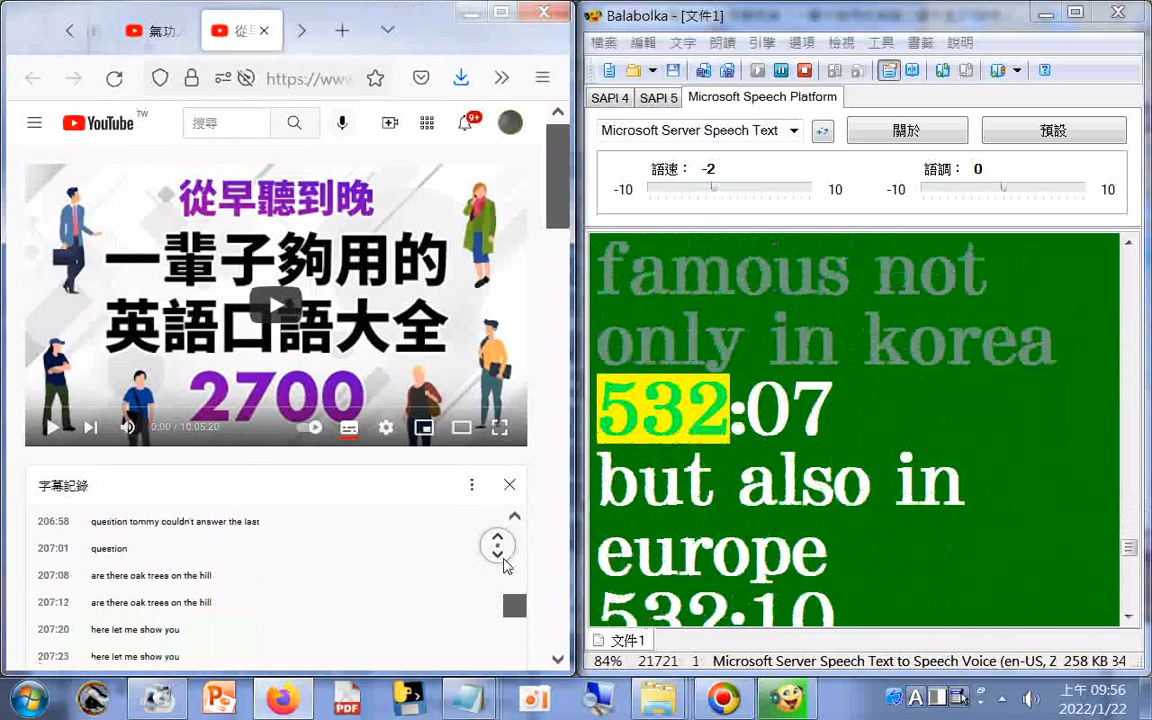 氣功
從
https://www
YouTube TW
搜尋
9+
從早聽到晚
一輩子夠用的
英語口語大全
2700
0:00 / 10:05:20
字幕記錄
206:58 question tommy couldn't answer the last
207:01 question
207:08 are there oak trees on the hill
207:12 are there oak trees on the hill
207:20 here let me show you
207:23 here let me show you
Balabolka - [文件1]
檔案 編輯 文字 朗讀 引擎 選項 檢視 工具 書籤 說明
SAPI 4 SAPI 5 Microsoft Speech Platform
Microsoft Server Speech Text 關於 預設
語速： -2 語調： 0
-10 10 -10 10
famous not
only in korea
532:07
but also in
europe
532:10
文件1
84% 21721 1 Microsoft Server Speech Text to Speech Voice (en-US, Z 258 KB 34
PDF
A
上午 09:56
2022/1/22